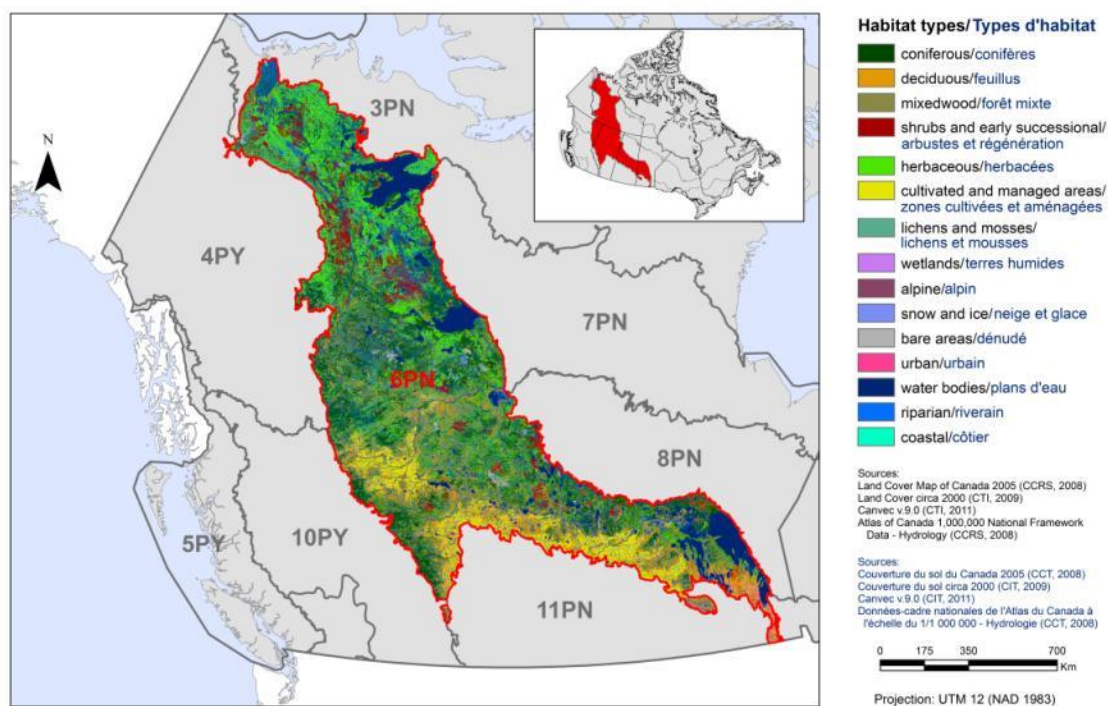 N
3PN
4PY
7PN
6PN
8PN
5PY
10PY
11PN
Habitat types/Types d'habitat
coniferous/conifères
deciduous/feuillus
mixedwood/forêt mixte
shrubs and early successional/
arbustes et régénération
herbaceous/herbacées
cultivated and managed areas/
zones cultivées et aménagées
lichens and mosses/
lichens et mousses
wetlands/terres humides
alpine/alpin
snow and ice/neige et glace
bare areas/dénudé
urban/urbain
water bodies/plans d'eau
riparian/riverain
coastal/côtier
Sources:
Land Cover Map of Canada 2005 (CCRS, 2008)
Land Cover circa 2000 (CTI, 2009)
Canvec v.9.0 (CTI, 2011)
Atlas of Canada 1,000,000 National Framework
Data - Hydrology (CCRS, 2008)
Sources:
Couverture du sol du Canada 2005 (CCT, 2008)
Couverture du sol circa 2000 (CIT, 2009)
Canvec v.9.0 (CIT, 2011)
Données-cadre nationales de l'Atlas du Canada à
l'échelle du 1/1 000 000 - Hydrologie (CCT, 2008)
0 175 350 700
Km
Projection: UTM 12 (NAD 1983)